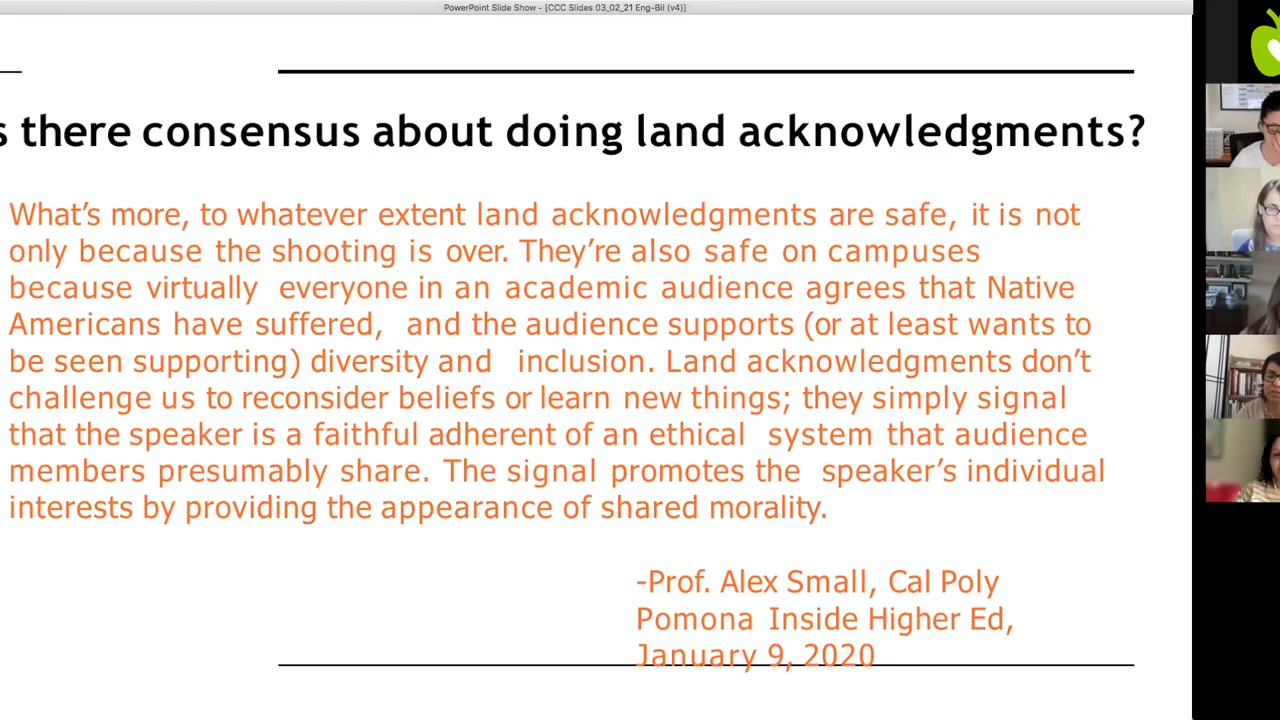 PowerPoint Slide Show - [CCC Slides 03_02_21 Eng-Bil (v4)]
s there consensus about doing land acknowledgments?
What's more, to whatever extent land acknowledgments are safe, it is not
only because the shooting is over. They're also safe on campuses
because virtually everyone in an academic audience agrees that Native
Americans have suffered, and the audience supports (or at least wants to
be seen supporting) diversity and inclusion. Land acknowledgments don't
challenge us to reconsider beliefs or learn new things; they simply signal
that the speaker is a faithful adherent of an ethical system that audience
members presumably share. The signal promotes the speaker's individual
interests by providing the appearance of shared morality.
-Prof. Alex Small, Cal Poly
Pomona Inside Higher Ed,
January 9, 2020